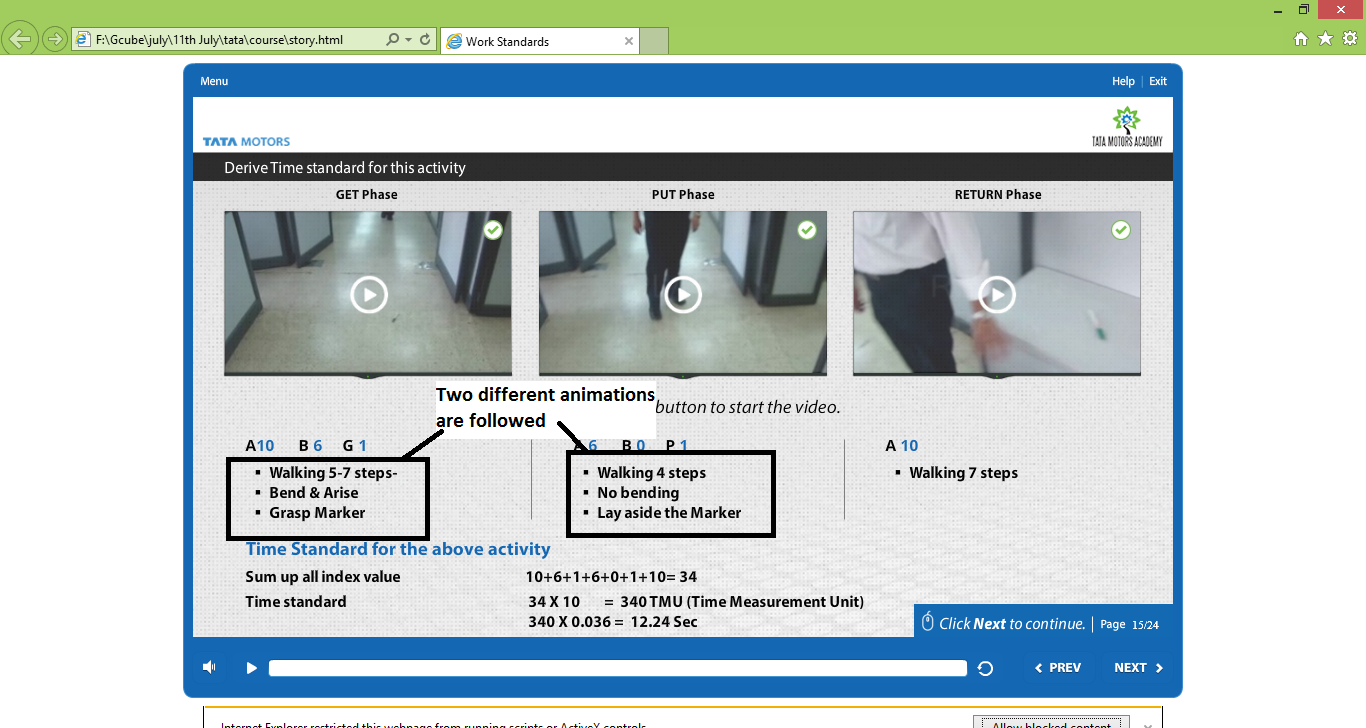 F:\Gcube\july\11th July\tata\course\story.html
Work Standards
Menu
Help | Exit
TATA MOTORS
TATA MOTORS ACADEMY
Derive Time standard for this activity
GET Phase
PUT Phase
RETURN Phase
Two different animations
are followed
button to start the video.
A10 B 6 G 1
A 6 B 0 P 1
A 10
▪ Walking 5-7 steps-
▪ Bend & Arise
▪ Grasp Marker
▪ Walking 4 steps
▪ No bending
▪ Lay aside the Marker
▪ Walking 7 steps
Time Standard for the above activity
Sum up all index value 10+6+1+6+0+1+10= 34
Time standard 34 X 10 = 340 TMU (Time Measurement Unit)
340 X 0.036 = 12.24 Sec
Click Next to continue. | Page 15/24
PREV
NEXT
Internet Explorer restricted this webpage from running scripts or ActiveX controls.
Allow blocked content